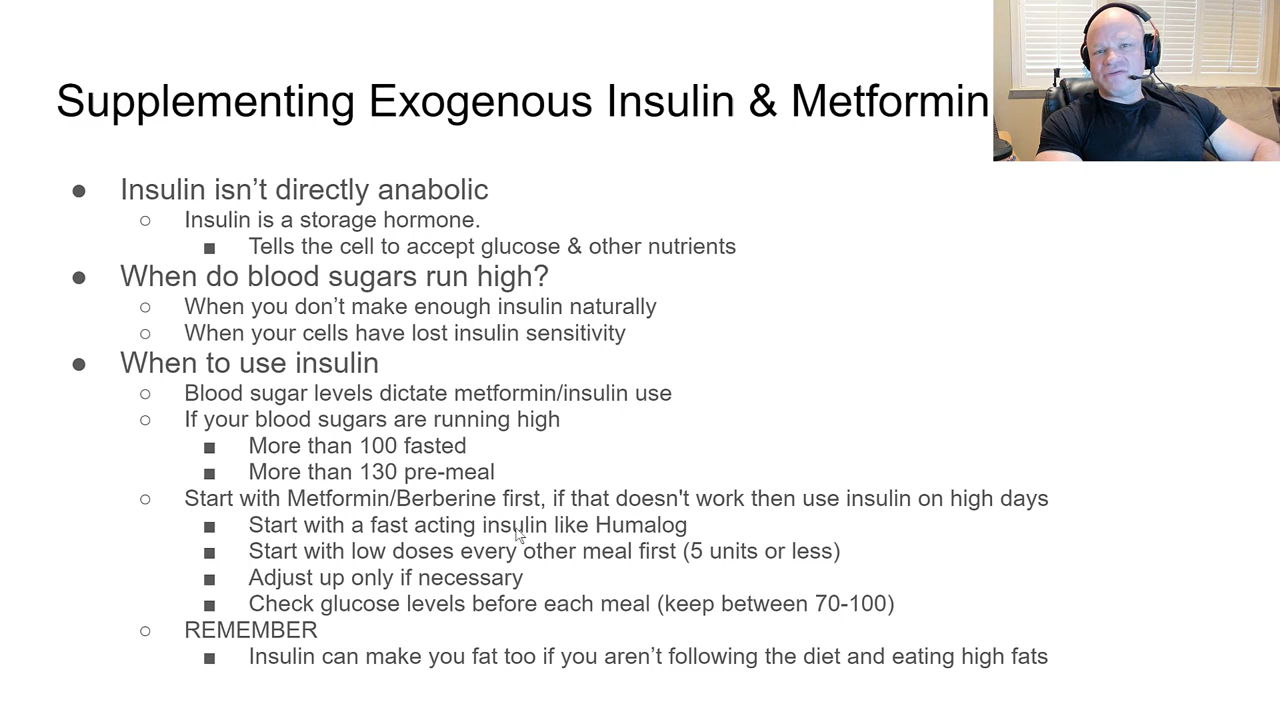 Supplementing Exogenous Insulin & Metformin
● Insulin isn’t directly anabolic
○ Insulin is a storage hormone.
■ Tells the cell to accept glucose & other nutrients
● When do blood sugars run high?
○ When you don’t make enough insulin naturally
○ When your cells have lost insulin sensitivity
● When to use insulin
○ Blood sugar levels dictate metformin/insulin use
○ If your blood sugars are running high
■ More than 100 fasted
■ More than 130 pre-meal
○ Start with Metformin/Berberine first, if that doesn't work then use insulin on high days
■ Start with a fast acting insulin like Humalog
■ Start with low doses every other meal first (5 units or less)
■ Adjust up only if necessary
■ Check glucose levels before each meal (keep between 70-100)
○ REMEMBER
■ Insulin can make you fat too if you aren’t following the diet and eating high fats